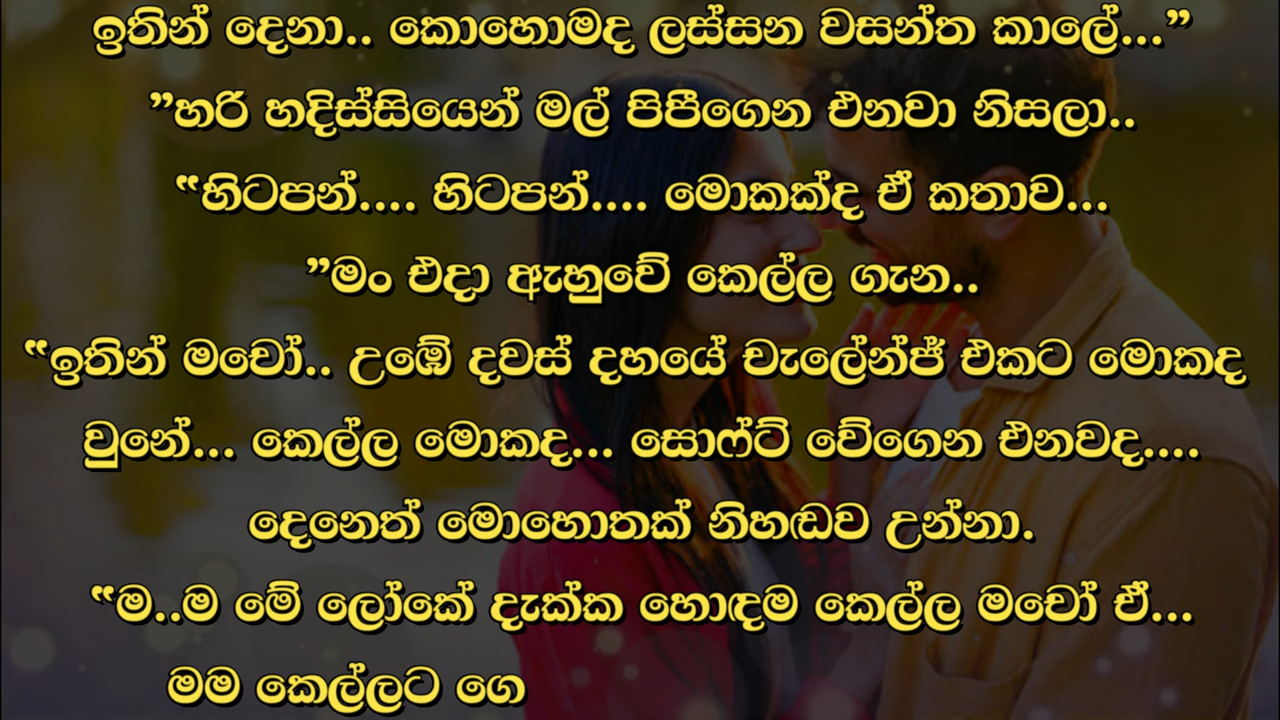 ඉතින් දෙනා.. කොහොමද ලස්සන වසන්ත කාලේ...”
”හරි හදිස්සියෙන් මල් පිපීගෙන එනවා නිසලා..
“හිටපන්.... හිටපන්.... මොකක්ද ඒ කතාව...
”මං එදා ඇහුවේ කෙල්ල ගැන..
“ඉතින් මචෝ.. උඹේ දවස් දහයේ චැලේන්ජ් එකට මොකද
වුනේ... කෙල්ල මොකද... සොෆ්ට් වේගෙන එනවද....
දෙනෙත් මොහොතක් නිහඬව උන්නා.
“ම..ම මේ ලෝකේ දැක්ක හොඳම කෙල්ල මචෝ ඒ...
මම කෙල්ලට ගෙ